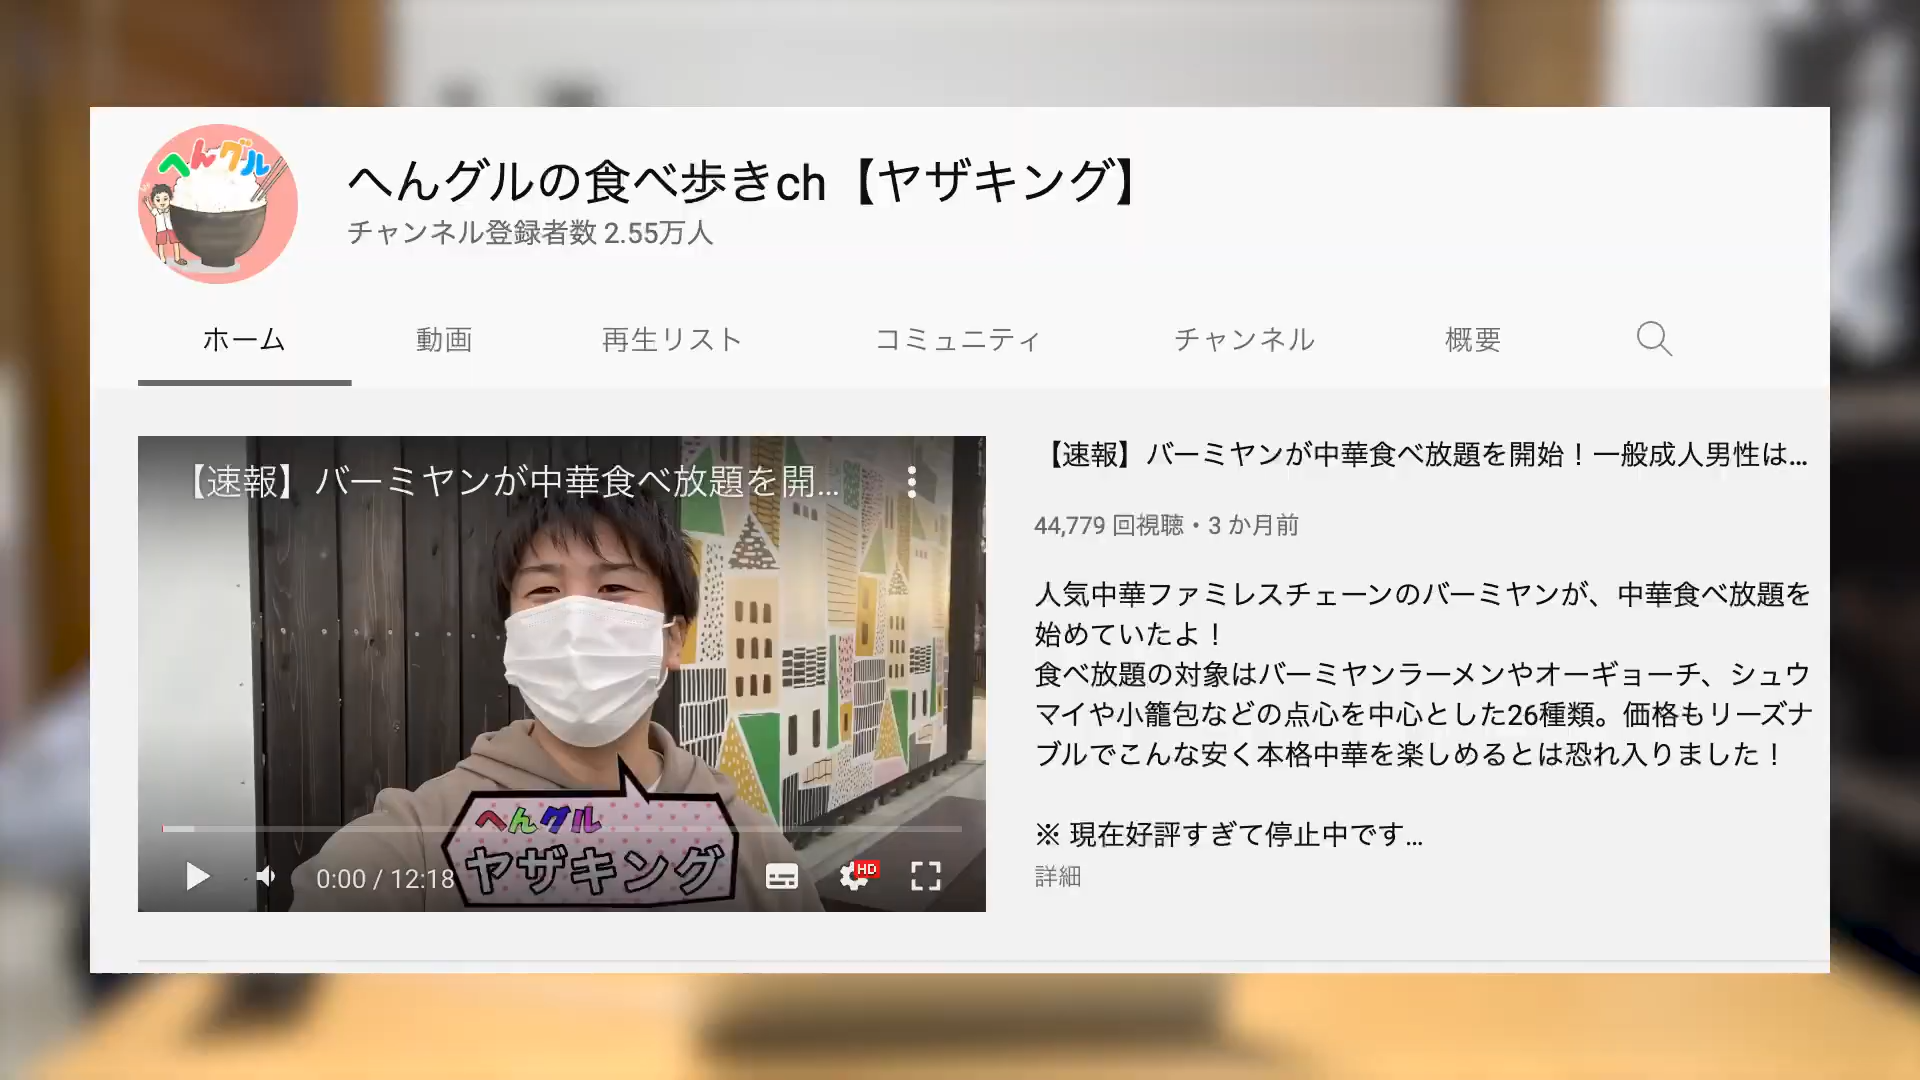 へんグル
へんグルの食べ歩きch【ヤザキング】
チャンネル登録者数 2.55万人
ホーム
動画
再生リスト
コミュニティ
チャンネル
概要
【速報】バーミヤンが中華食べ放題を開...
へんグル
ヤザキング
0:00 / 12:18
HD
【速報】バーミヤンが中華食べ放題を開始！一般成人男性は...
44,779 回視聴・3 か月前
人気中華ファミレスチェーンのバーミヤンが、中華食べ放題を
始めていたよ！
食べ放題の対象はバーミヤンラーメンやオーギョーチ、シュウ
マイや小籠包などの点心を中心とした26種類。価格もリーズナ
ブルでこんな安く本格中華を楽しめるとは恐れ入りました！
※ 現在好評すぎて停止中です...
詳細